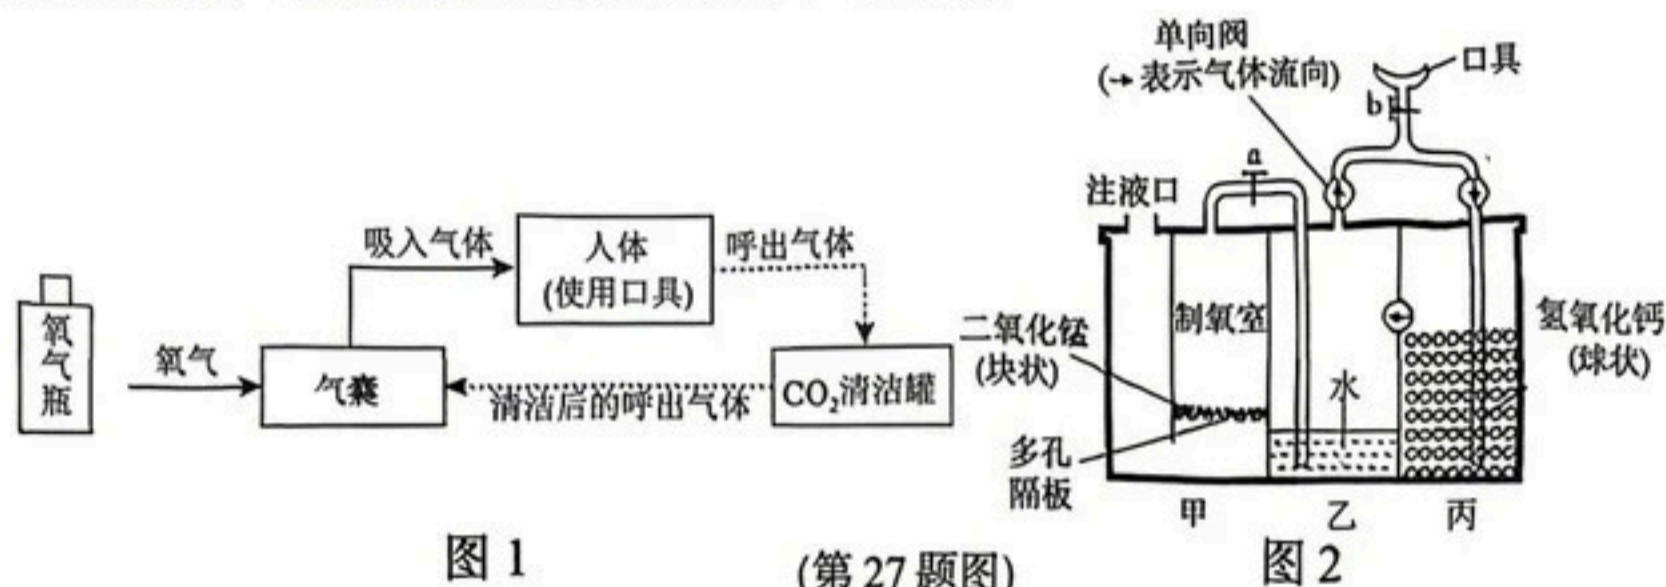 单向阀
(→表示气体流向)
口具
b
a
注液口
吸入气体
人体
(使用口具)
呼出气体
氧气瓶
氧气
气囊
清洁后的呼出气体
CO₂清洁罐
二氧化锰
(块状)
制氧室
水
氢氧化钙
(球状)
多孔
隔板
甲
乙
丙
图1
(第27题图)
图2